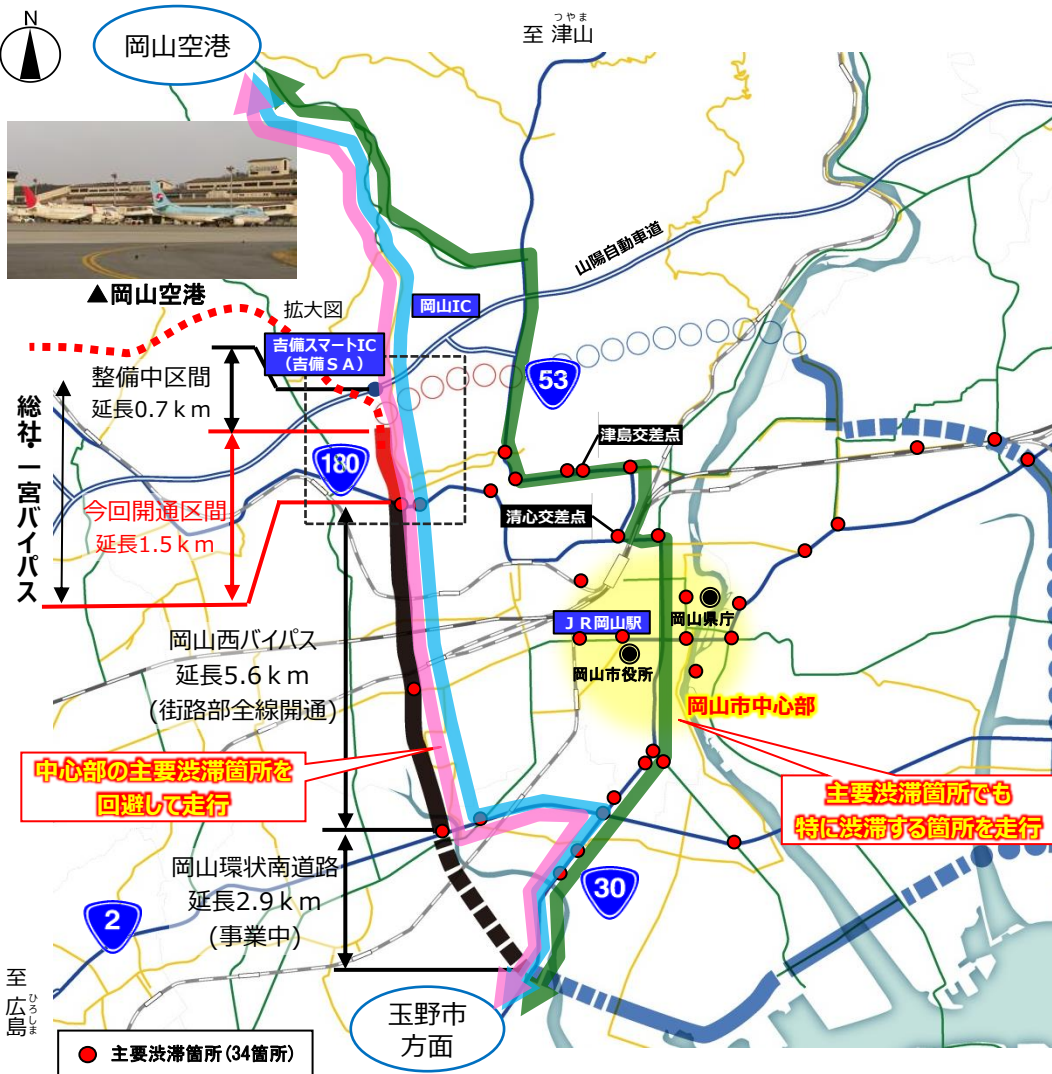 N
岡山空港
つやま
至 津山
山陽自動車道
▲岡山空港
拡大図
岡山IC
吉備スマートIC
(吉備SA)
整備中区間
延長0.7km
53
総社・一宮バイパス
津島交差点
180
今回開通区間
延長1.5km
清心交差点
岡山西バイパス
延長5.6km
(街路部全線開通)
JR岡山駅
岡山県庁
岡山市役所
岡山市中心部
中心部の主要渋滞箇所を
回避して走行
主要渋滞箇所でも
特に渋滞する箇所を走行
岡山環状南道路
延長2.9km
(事業中)
30
2
至
広島
ひろしま
玉野市
方面
主要渋滞箇所(34箇所)